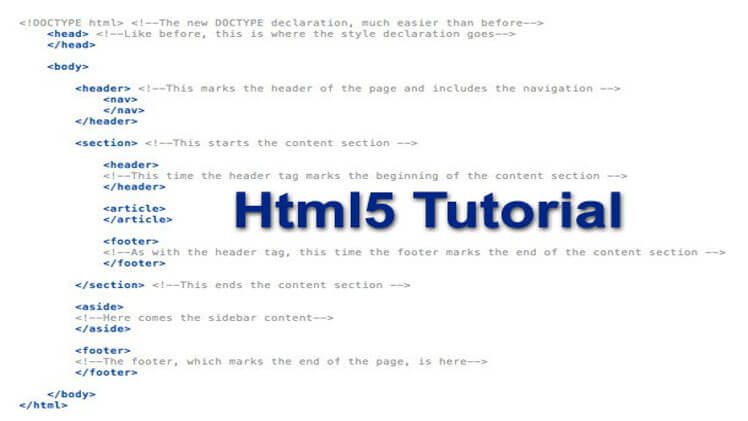 <!DOCTYPE html> <!--The new DOCTYPE declaration, much easier than before-->
<head> <!--Like before, this is where the style declaration goes-->
</head>
<body>
<header> <!--This marks the header of the page and includes the navigation -->
<nav>
</nav>
</header>
<section> <!--This starts the content section -->
<header>
<!--This time the header tag marks the beginning of the content section -->
</header>
<article>
</article>
Html5 Tutorial
<footer>
<!--As with the header tag, this time the footer marks the end of the content section -->
</footer>
</section> <!--This ends the content section -->
<aside>
<!--Here comes the sidebar content-->
</aside>
<footer>
<!--The footer, which marks the end of the page, is here-->
</footer>
</body>
</html>